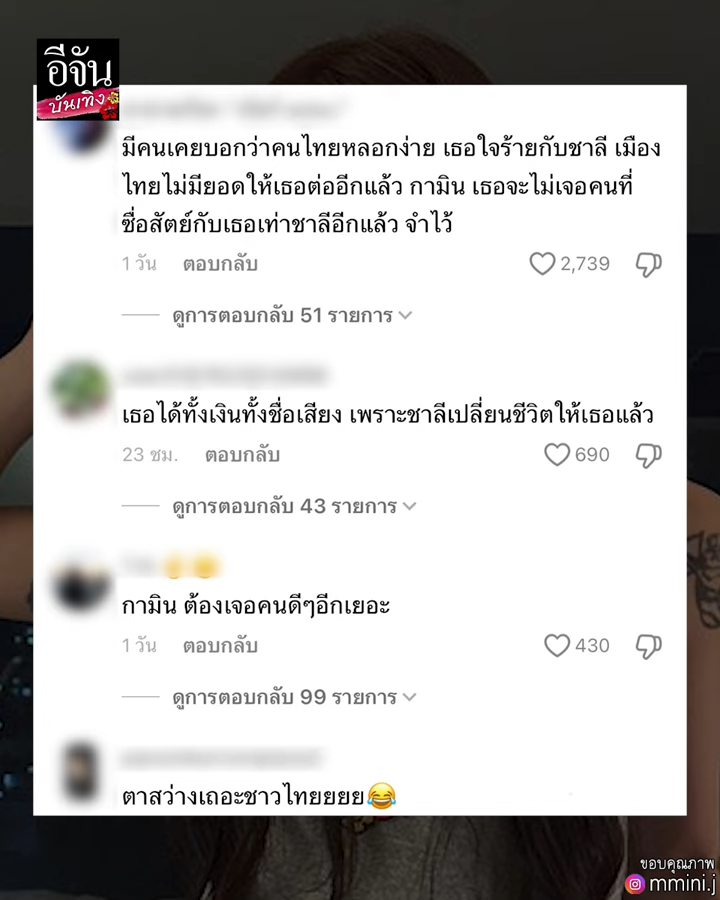 อีจัน
บันเทิง
มีคนเคยบอกว่าคนไทยหลอกง่าย เธอใจร้ายกับชาลี เมือง
ไทยไม่มียอดให้เธอต่ออีกแล้ว กามิน เธอจะไม่เจอคนที่
ซื่อสัตย์กับเธอเท่าชาลีอีกแล้ว จำไว้
1 วัน ตอบกลับ 2,739
ดูการตอบกลับ 51 รายการ
เธอได้ทั้งเงินทั้งชื่อเสียง เพราะชาลีเปลี่ยนชีวิตให้เธอแล้ว
23 ชม. ตอบกลับ 690
ดูการตอบกลับ 43 รายการ
กามิน ต้องเจอคนดีๆอีกเยอะ
1 วัน ตอบกลับ 430
ดูการตอบกลับ 99 รายการ
ตาสว่างเถอะชาวไทยยยย😂
ขอบคุณภาพ
mmini.j